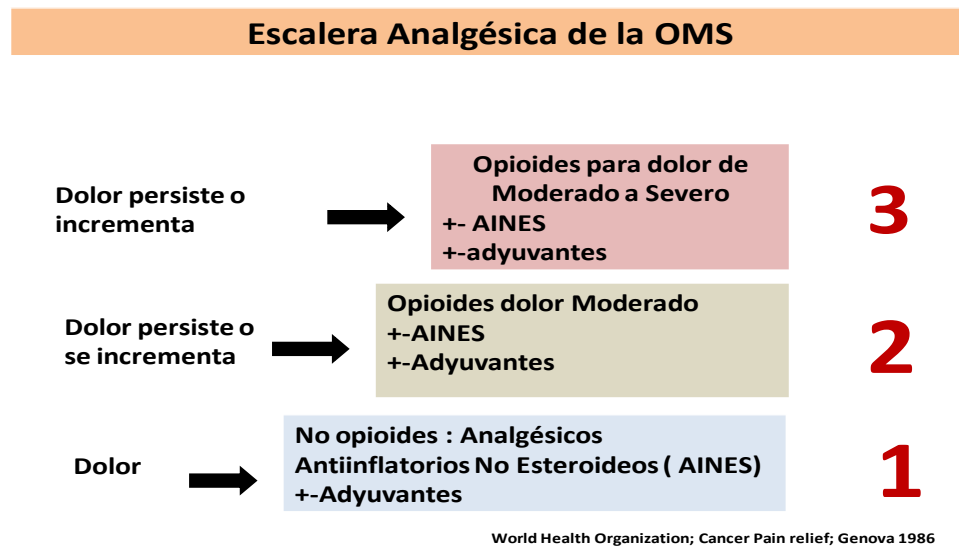 Escalera Analgésica de la OMS
Dolor persiste o
incrementa
Opioides para dolor de
Moderado a Severo
+- AINES
+-adyuvantes
3
Dolor persiste o
se incrementa
Opioides dolor Moderado
+-AINES
+-Adyuvantes
2
Dolor
No opioides : Analgésicos
Antiinflatorios No Esteroideos ( AINES)
+-Adyuvantes
1
World Health Organization; Cancer Pain relief; Genova 1986